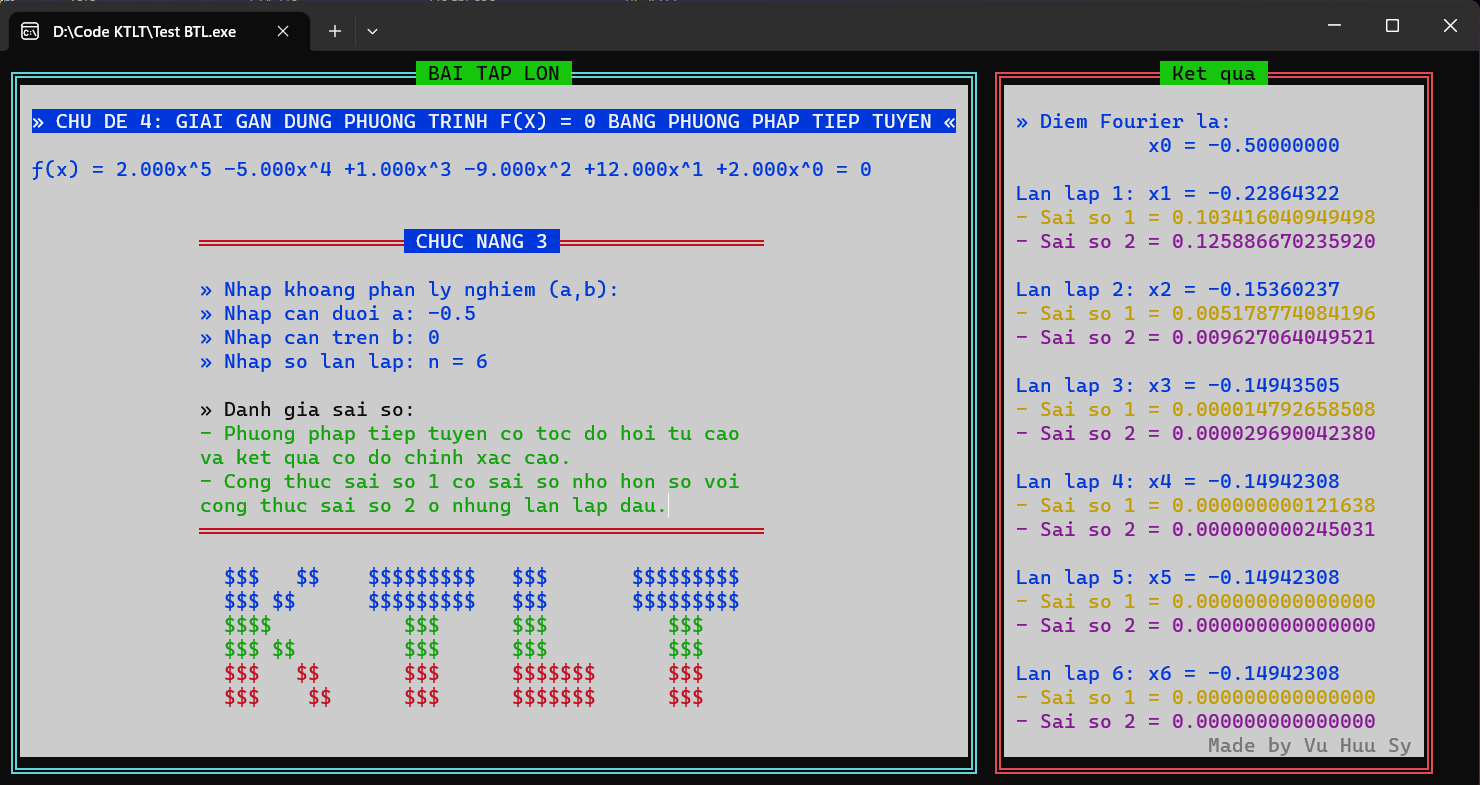 D:\Code KTLT\Test BTL.exe
BAI TAP LON
» CHU DE 4: GIAI GAN DUNG PHUONG TRINH F(X) = 0 BANG PHUONG PHAP TIEP TUYEN «
ƒ(x) = 2.000x^5 -5.000x^4 +1.000x^3 -9.000x^2 +12.000x^1 +2.000x^0 = 0
CHUC NANG 3
» Nhap khoang phan ly nghiem (a,b):
» Nhap can duoi a: -0.5
» Nhap can tren b: 0
» Nhap so lan lap: n = 6
» Danh gia sai so:
- Phuong phap tiep tuyen co toc do hoi tu cao
va ket qua co do chinh xac cao.
- Cong thuc sai so 1 co sai so nho hon so voi
cong thuc sai so 2 o nhung lan lap dau.
$$$   $$    $$$$$$$$$   $$$       $$$$$$$$$
$$$ $$      $$$$$$$$$   $$$       $$$$$$$$$
$$$$           $$$      $$$          $$$
$$$ $$         $$$      $$$          $$$
$$$   $$       $$$      $$$$$$$      $$$
$$$    $$      $$$      $$$$$$$      $$$
Ket qua
» Diem Fourier la:
x0 = -0.50000000
Lan lap 1: x1 = -0.22864322
- Sai so 1 = 0.103416040949498
- Sai so 2 = 0.125886670235920
Lan lap 2: x2 = -0.15360237
- Sai so 1 = 0.005178774084196
- Sai so 2 = 0.009627064049521
Lan lap 3: x3 = -0.14943505
- Sai so 1 = 0.000014792658508
- Sai so 2 = 0.000029690042380
Lan lap 4: x4 = -0.14942308
- Sai so 1 = 0.000000000121638
- Sai so 2 = 0.000000000245031
Lan lap 5: x5 = -0.14942308
- Sai so 1 = 0.000000000000000
- Sai so 2 = 0.000000000000000
Lan lap 6: x6 = -0.14942308
- Sai so 1 = 0.000000000000000
- Sai so 2 = 0.000000000000000
Made by Vu Huu Sy